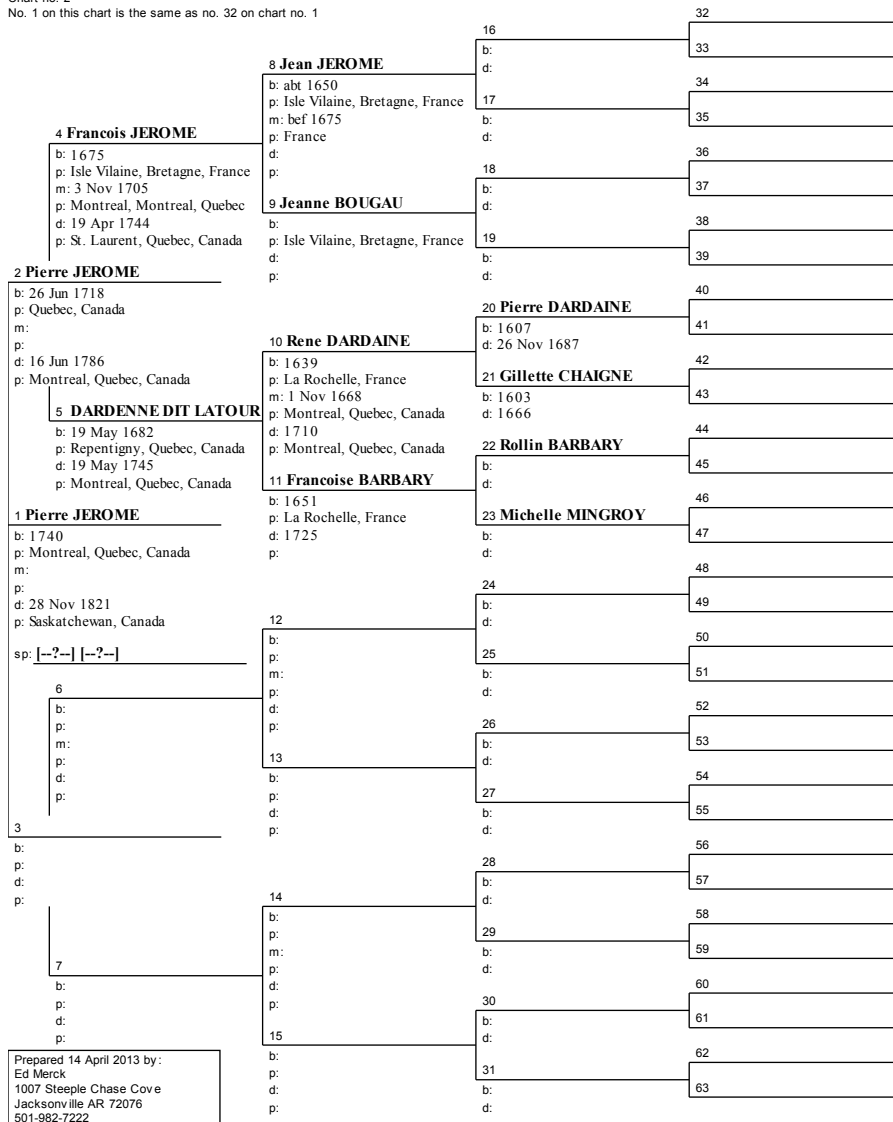 Chart no. 2
No. 1 on this chart is the same as no. 32 on chart no. 1
8 Jean JEROME
b: abt 1650
p: Isle Vilaine, Bretagne, France
m: bef 1675
p: France
d:
p:
4 Francois JEROME
b: 1675
p: Isle Vilaine, Bretagne, France
m: 3 Nov 1705
p: Montreal, Montreal, Quebec
d: 19 Apr 1744
p: St. Laurent, Quebec, Canada
9 Jeanne BOUGAU
b:
p: Isle Vilaine, Bretagne, France
d:
p:
2 Pierre JEROME
b: 26 Jun 1718
p: Quebec, Canada
m:
p:
d: 16 Jun 1786
p: Montreal, Quebec, Canada
10 Rene DARDAINE
b: 1639
p: La Rochelle, France
m: 1 Nov 1668
p: Montreal, Quebec, Canada
d: 1710
p: Montreal, Quebec, Canada
5 DARDENNE DIT LATOUR
b: 19 May 1682
p: Repentigny, Quebec, Canada
d: 19 May 1745
p: Montreal, Quebec, Canada
11 Francoise BARBARY
b: 1651
p: La Rochelle, France
d: 1725
p:
1 Pierre JEROME
b: 1740
p: Montreal, Quebec, Canada
m:
p:
d: 28 Nov 1821
p: Saskatchewan, Canada
sp: [--?--] [--?--]
12
b:
p:
m:
p:
d:
p:
6
b:
p:
m:
p:
d:
p:
13
b:
p:
d:
p:
3
b:
p:
d:
p:
14
b:
p:
m:
p:
d:
p:
7
b:
p:
d:
p:
15
b:
p:
d:
p:
16
b:
d:
17
b:
d:
18
b:
d:
19
b:
d:
20 Pierre DARDAINE
b: 1607
d: 26 Nov 1687
21 Gillette CHAIGNE
b: 1603
d: 1666
22 Rollin BARBARY
b:
d:
23 Michelle MINGROY
b:
d:
24
b:
d:
25
b:
d:
26
b:
d:
27
b:
d:
28
b:
d:
29
b:
d:
30
b:
d:
31
b:
d:
32
33
34
35
36
37
38
39
40
41
42
43
44
45
46
47
48
49
50
51
52
53
54
55
56
57
58
59
60
61
62
63
Prepared 14 April 2013 by:
Ed Merck
1007 Steeple Chase Cove
Jacksonville AR 72076
501-982-7222